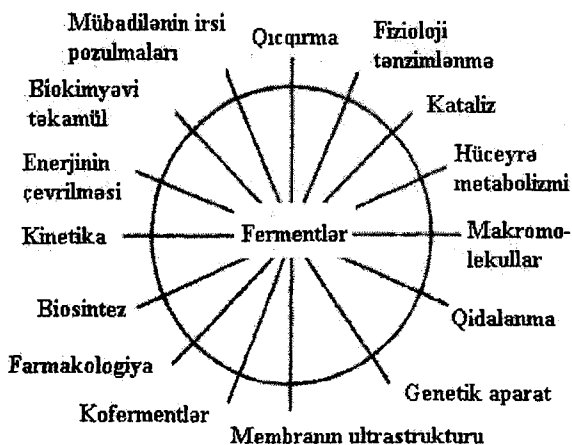 Mübadilənin irsi
pozulmaları
Qıcqırma
Fizioloji
tənzimlənmə
Kataliz
Hüceyrə
metabolizmi
Makromo-
lekullar
Qidalanma
Genetik aparat
Membranın ultrastrukturu
Kofermentlər
Farmakologiya
Biosintez
Kinetika
Enerjinin
çevrilməsi
Biokimyəvi
təkamül
Fermentlər